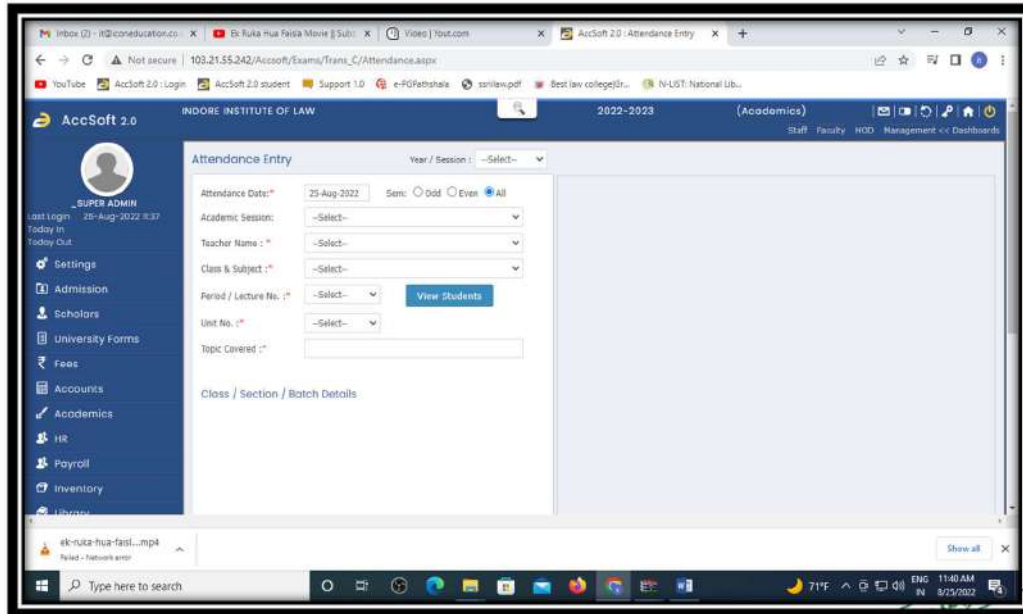 Inbox (2) - it@iconeducation.co
Ek Ruka Hua Faisla Movie || Subt
Video | Yout.com
AccSoft 2.0 : Attendance Entry
Not secure | 103.21.55.242/Accsoft/Exams/Trans_C/Attendance.aspx
YouTube AccSoft 2.0 : Login AccSoft 2.0 student Support 1.0 e-PGPathshala ssrilaw.pdf Best law college|Gr... N-LIST: National Lib...
AccSoft 2.0
INDORE INSTITUTE OF LAW
2022-2023
(Academics)
Staff Faculty HOD Management << Dashboards
_SUPER ADMIN
Last Login 25-Aug-2022 11:37
Today In
Today Out
Settings
Admission
Scholars
University Forms
Fees
Accounts
Academics
HR
Payroll
Inventory
Library
Attendance Entry
Year / Session : --Select--
Attendance Date:* 25-Aug-2022 Sem: Odd Even All
Academic Session: --Select--
Teacher Name : * --Select--
Class & Subject :* --Select--
Period / Lecture No. :* --Select-- View Students
Unit No. :* --Select--
Topic Covered :*
Class / Section / Batch Details
ek-ruka-hua-faisl....mp4
Failed - Network error
Show all
Type here to search
71°F
ENG
IN
11:40 AM
8/25/2022